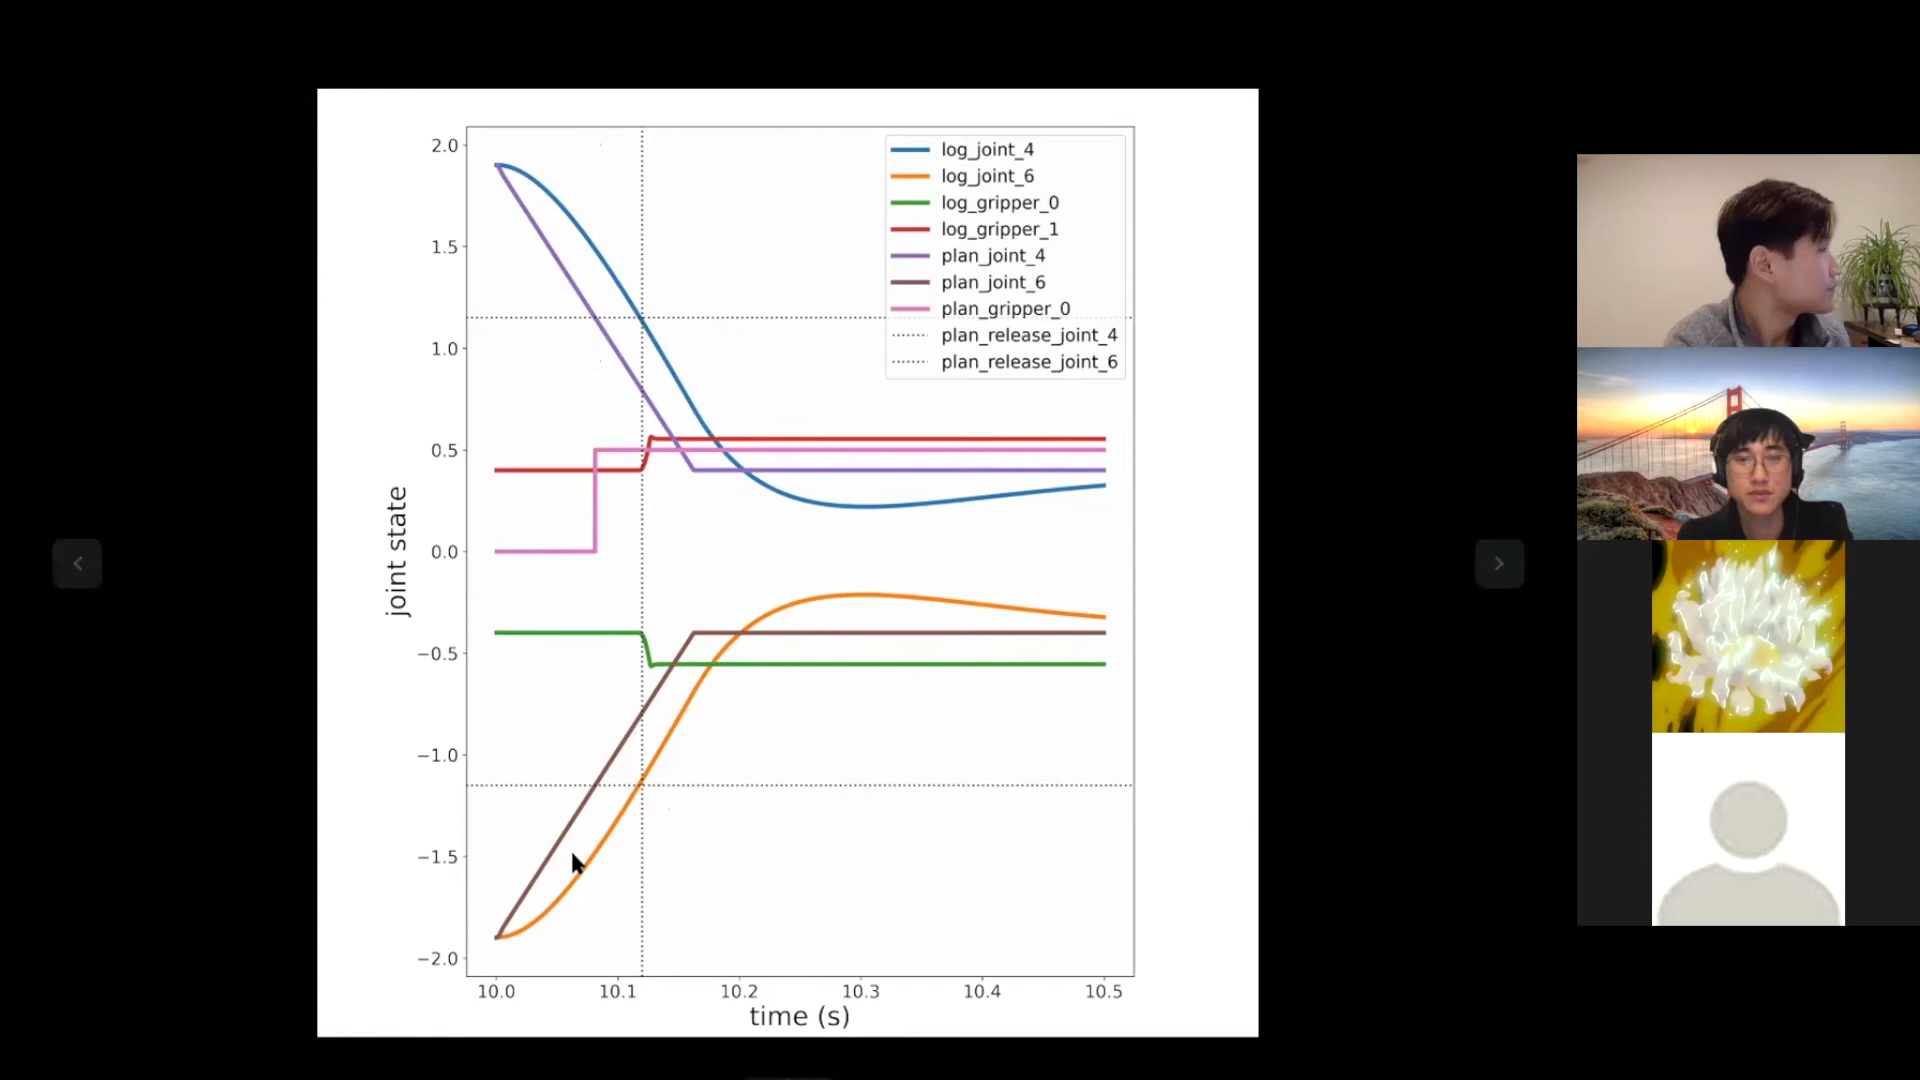 2.0
1.5
1.0
0.5
0.0
−0.5
−1.0
−1.5
−2.0
joint state
log_joint_4
log_joint_6
log_gripper_0
log_gripper_1
plan_joint_4
plan_joint_6
plan_gripper_0
plan_release_joint_4
plan_release_joint_6
10.0 10.1 10.2 10.3 10.4 10.5
time (s)